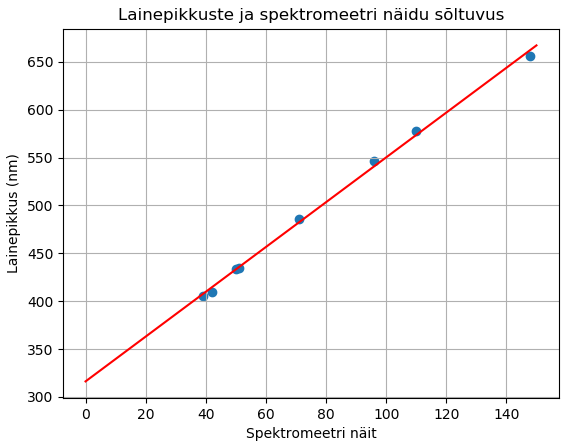 Lainepikkuste ja spektromeetri näidu sõltuvus
650
600
550
500
450
400
350
300
Lainepikkus (nm)
0 20 40 60 80 100 120 140
Spektromeetri näit